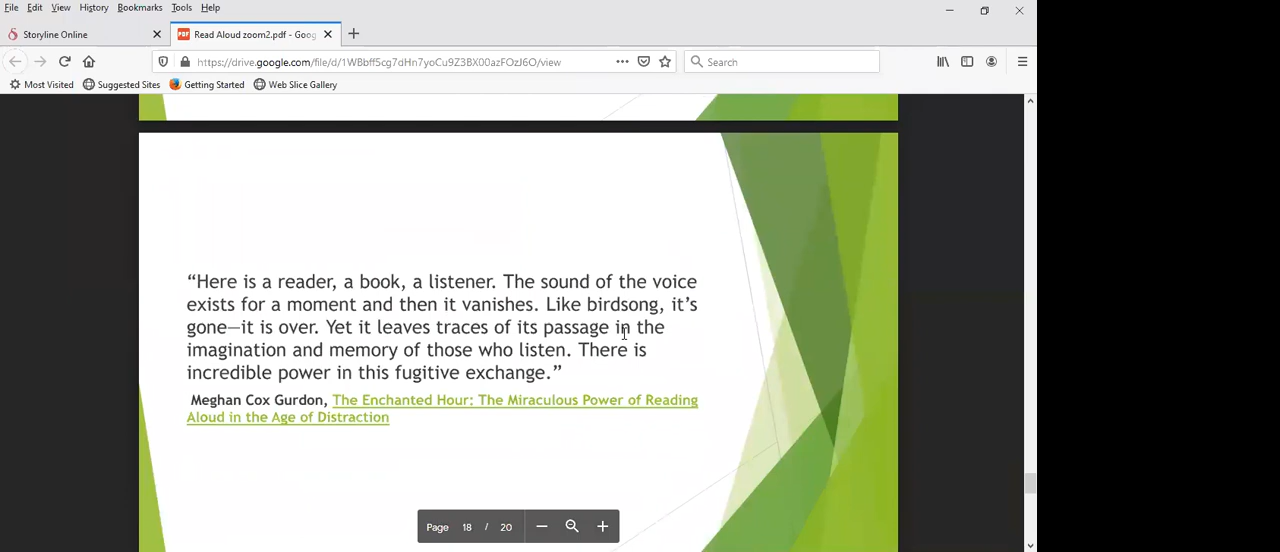 File Edit View History Bookmarks Tools Help
Storyline Online
PDF Read Aloud zoom2.pdf - Goog
https://drive.google.com/file/d/1WBbff5cg7dHn7yoCu9Z3BX00azFOzJ6O/view
Search
Most Visited Suggested Sites Getting Started Web Slice Gallery
“Here is a reader, a book, a listener. The sound of the voice
exists for a moment and then it vanishes. Like birdsong, it’s
gone—it is over. Yet it leaves traces of its passage in the
imagination and memory of those who listen. There is
incredible power in this fugitive exchange.”
Meghan Cox Gurdon, The Enchanted Hour: The Miraculous Power of Reading
Aloud in the Age of Distraction
Page 18 / 20